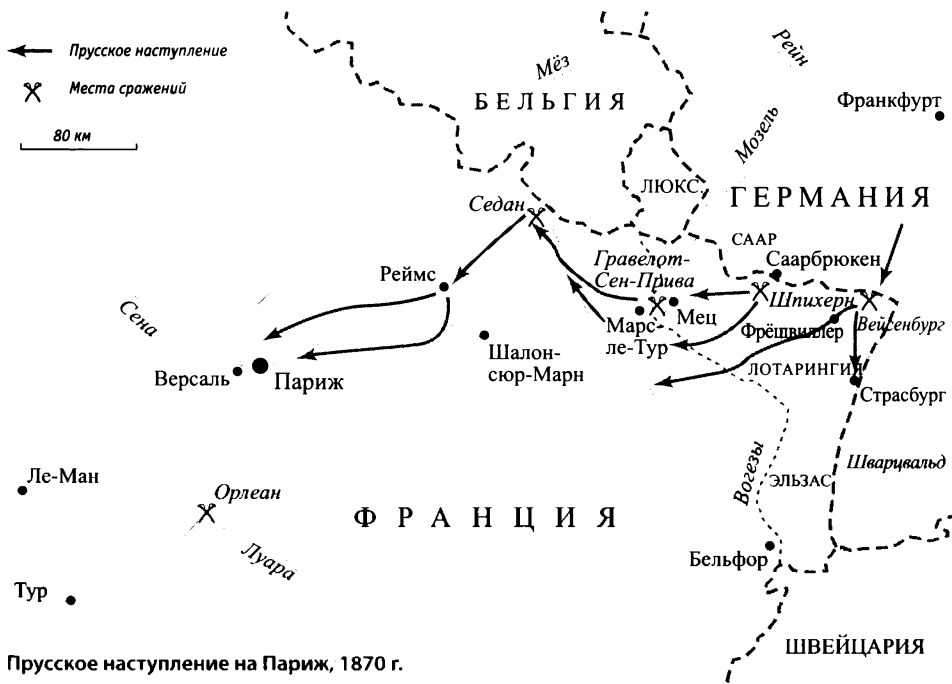 Прусское наступление
Места сражений
80 км
Рейн
Мёз
БЕЛЬГИЯ
Франкфурт
Мозель
ЛЮКС.
ГЕРМАНИЯ
Седан
СААР
Саарбрюкен
Гравелот-
Сен-Прива
Реймс
Шпихерн
Мец
Сена
Марс-
ле-Тур
Фрёшвиллер
Вейсенбург
Шалон-
сюр-Марн
Версаль
Париж
ЛОТАРИНГИЯ
Страсбург
Ле-Ман
Орлеан
Вогезы
Шварцвальд
ЭЛЬЗАС
ФРАНЦИЯ
Луара
Бельфор
Тур
ШВЕЙЦАРИЯ
Прусское наступление на Париж, 1870 г.